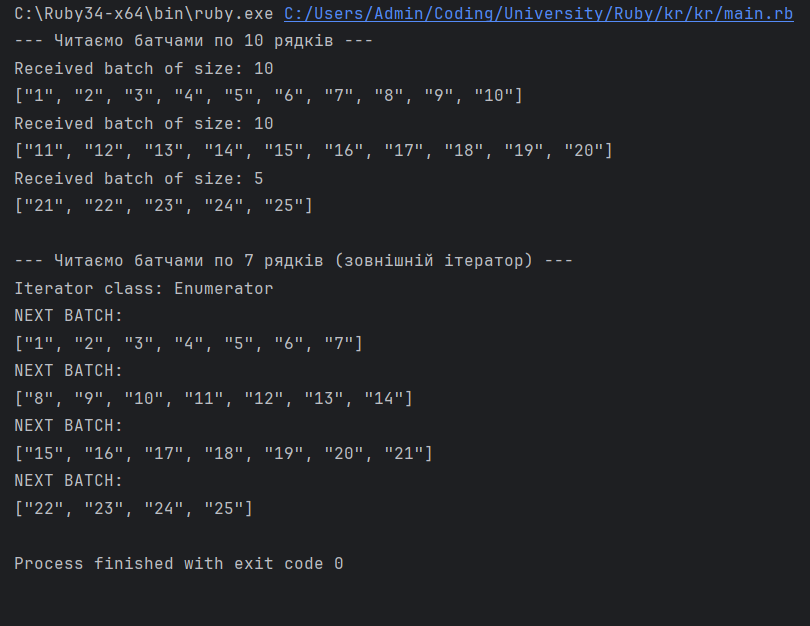 C:\Ruby34-x64\bin\ruby.exe C:/Users/Admin/Coding/University/Ruby/kr/kr/main.rb
--- Читаємо батчами по 10 рядків ---
Received batch of size: 10
["1", "2", "3", "4", "5", "6", "7", "8", "9", "10"]
Received batch of size: 10
["11", "12", "13", "14", "15", "16", "17", "18", "19", "20"]
Received batch of size: 5
["21", "22", "23", "24", "25"]

--- Читаємо батчами по 7 рядків (зовнішній ітератор) ---
Iterator class: Enumerator
NEXT BATCH:
["1", "2", "3", "4", "5", "6", "7"]
NEXT BATCH:
["8", "9", "10", "11", "12", "13", "14"]
NEXT BATCH:
["15", "16", "17", "18", "19", "20", "21"]
NEXT BATCH:
["22", "23", "24", "25"]

Process finished with exit code 0